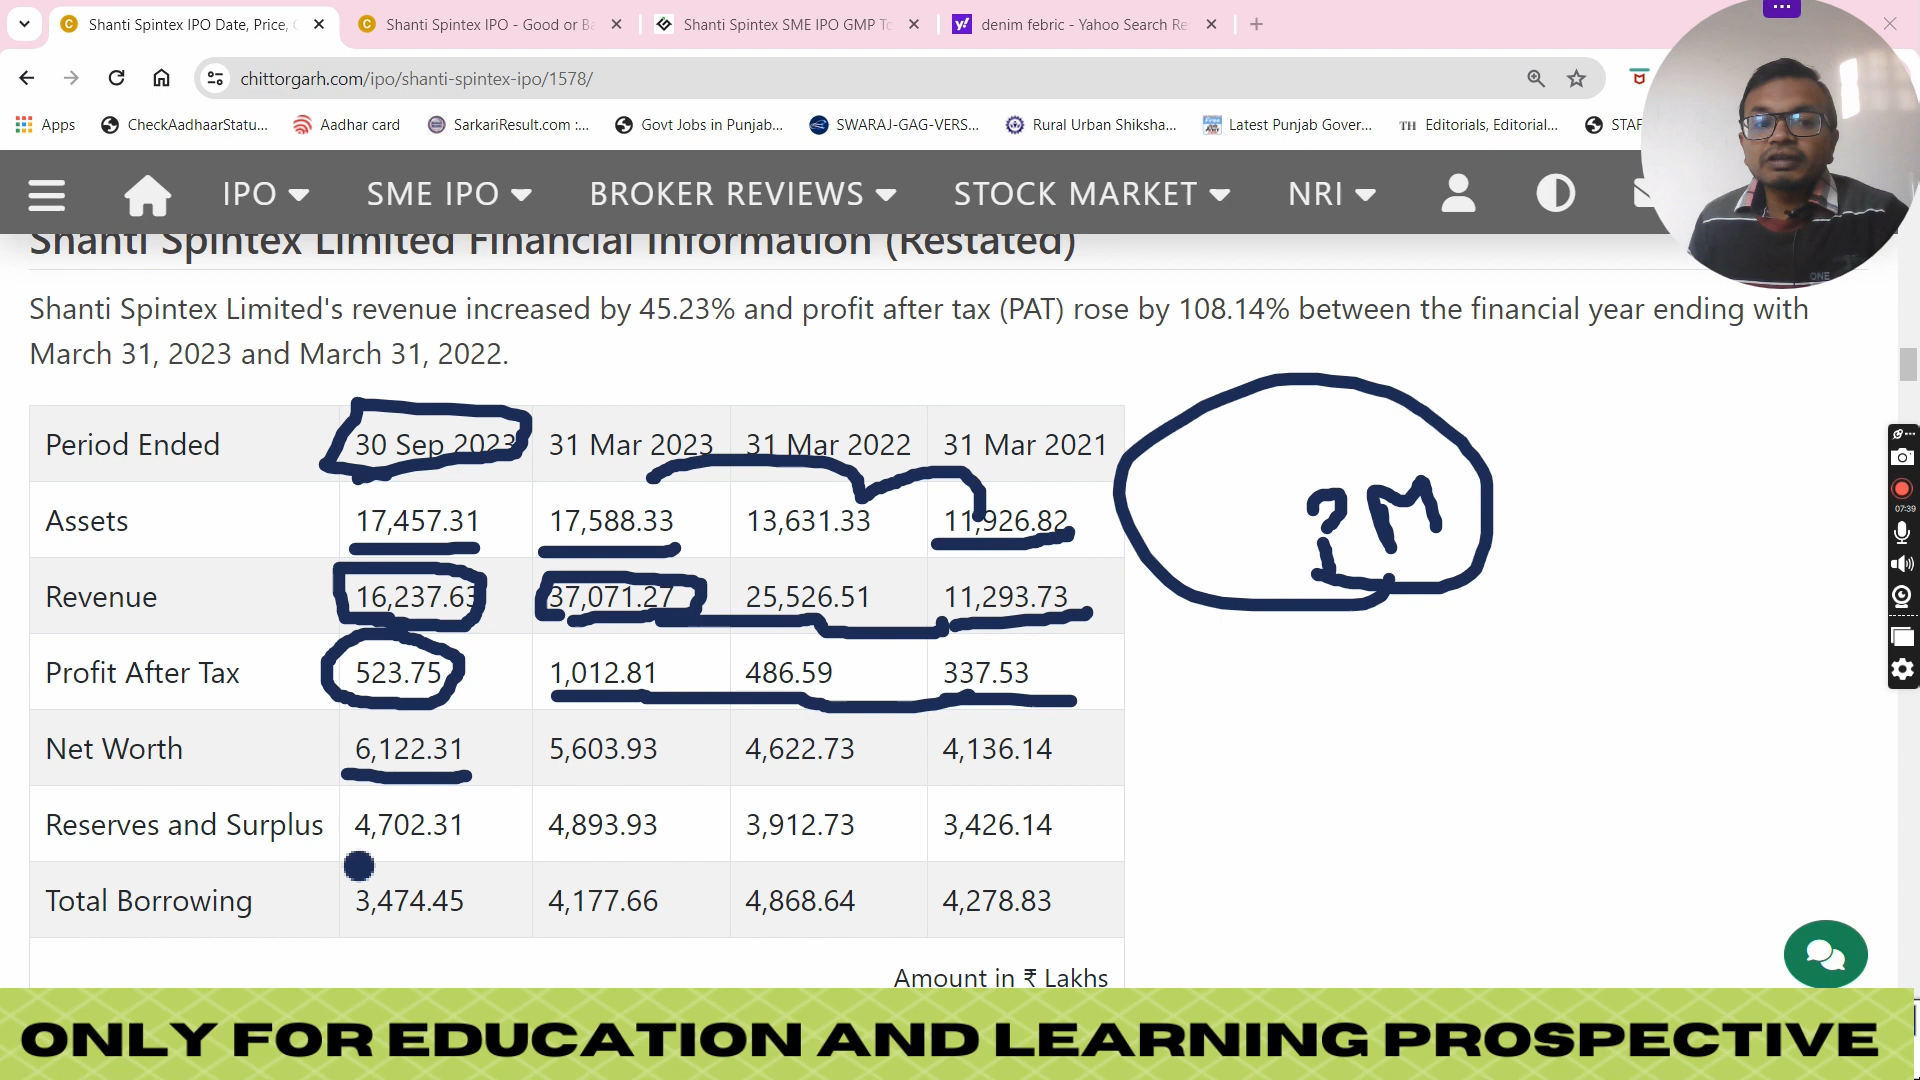 Shanti Spintex IPO Date, Price, Shanti Spintex IPO - Good or Ba Shanti Spintex SME IPO GMP To denim febric - Yahoo Search Re
chittorgarh.com/ipo/shanti-spintex-ipo/1578/
Apps CheckAadhaarStatu... Aadhar card SarkariResult.com :... Govt Jobs in Punjab... SWARAJ-GAG-VERS... Rural Urban Shiksha... TH Latest Punjab Gover... Editorials, Editorial... STAF
IPO SME IPO BROKER REVIEWS STOCK MARKET NRI
Shanti Spintex Limited Financial Information (Restated)
Shanti Spintex Limited's revenue increased by 45.23% and profit after tax (PAT) rose by 108.14% between the financial year ending with
March 31, 2023 and March 31, 2022.
Period Ended 30 Sep 2023 31 Mar 2023 31 Mar 2022 31 Mar 2021
Assets 17,457.31 17,588.33 13,631.33 11,926.82
Revenue 16,237.63 37,071.27 25,526.51 11,293.73
Profit After Tax 523.75 1,012.81 486.59 337.53
Net Worth 6,122.31 5,603.93 4,622.73 4,136.14
Reserves and Surplus 4,702.31 4,893.93 3,912.73 3,426.14
Total Borrowing 3,474.45 4,177.66 4,868.64 4,278.83
Amount in ₹ Lakhs
07:39
ONE
ONLY FOR EDUCATION AND LEARNING PROSPECTIVE